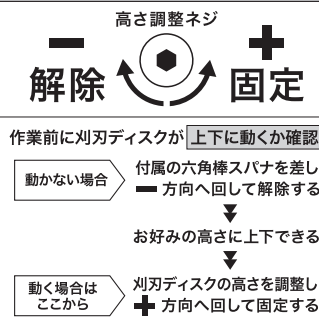 高さ調整ネジ
− +
解除 固定
作業前に刈刃ディスクが 上下に動くか確認
動かない場合
付属の六角棒スパナを差し
− 方向へ回して解除する
お好みの高さに上下できる
動く場合は
ここから
刈刃ディスクの高さを調整し
+ 方向へ回して固定する